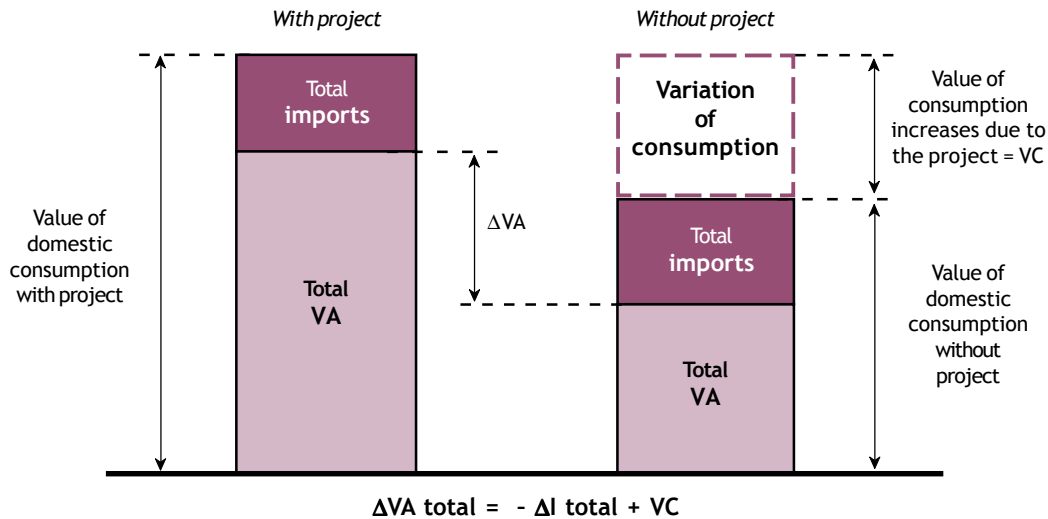 With project
Without project
Total
imports
Variation
of
consumption
Value of
consumption
increases due to
the project = VC
Value of
domestic
consumption
with project
ΔVA
Total
imports
Total
VA
Value of
domestic
consumption
without
project
Total
VA
ΔVA total = - ΔI total + VC